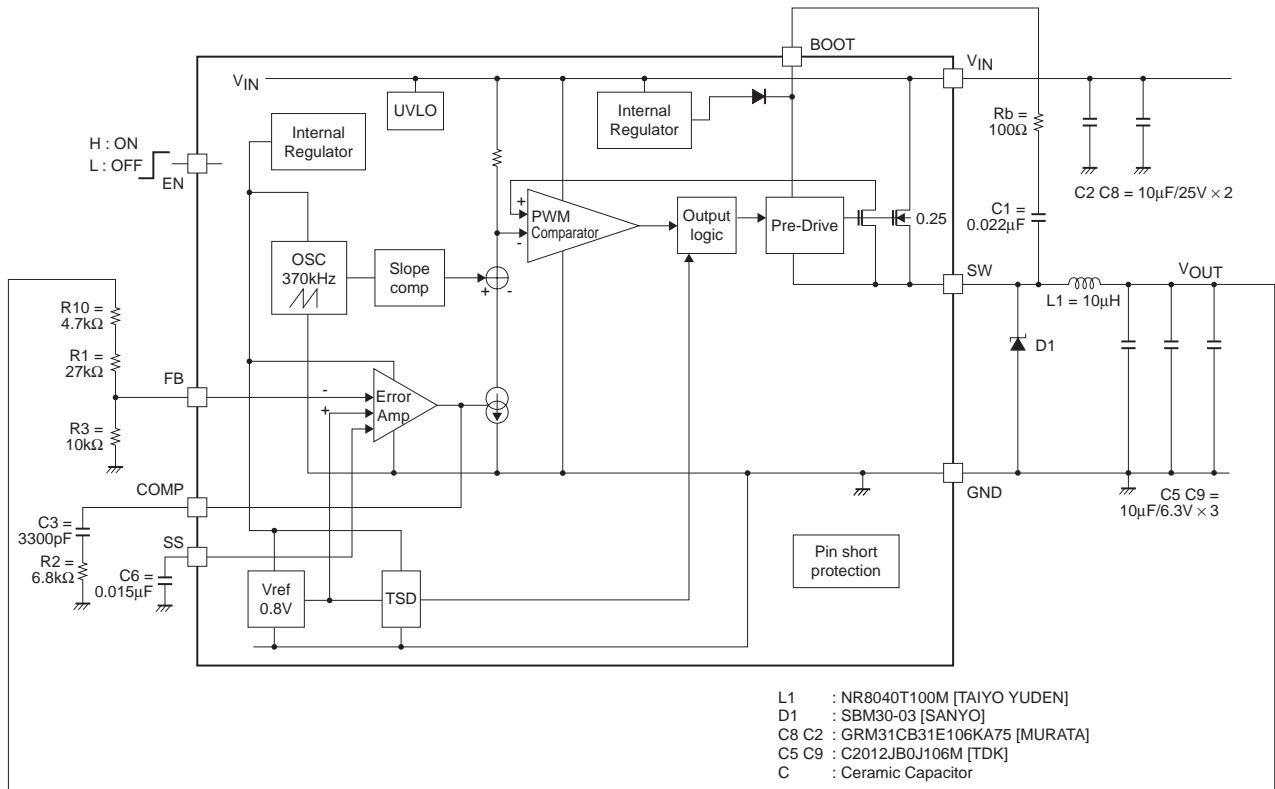 BOOT
VIN
VIN
UVLO
Internal
Regulator
Internal
Regulator
H : ON
L : OFF
EN
Rb =
100Ω
C2 C8 = 10μF/25V × 2
C1 =
0.022μF
+
PWM
Comparator
-
Output
logic
Pre-Drive
0.25
OSC
370kHz
Slope
comp
+
-
SW
VOUT
L1 = 10μH
D1
R10 =
4.7kΩ
R1 =
27kΩ
FB
R3 =
10kΩ
-
+
Error
Amp
COMP
GND
C5 C9 =
10μF/6.3V × 3
C3 =
3300pF
SS
R2 =
6.8kΩ
C6 =
0.015μF
Vref
0.8V
TSD
Pin short
protection
L1 : NR8040T100M [TAIYO YUDEN]
D1 : SBM30-03 [SANYO]
C8 C2 : GRM31CB31E106KA75 [MURATA]
C5 C9 : C2012JB0J106M [TDK]
C : Ceramic Capacitor